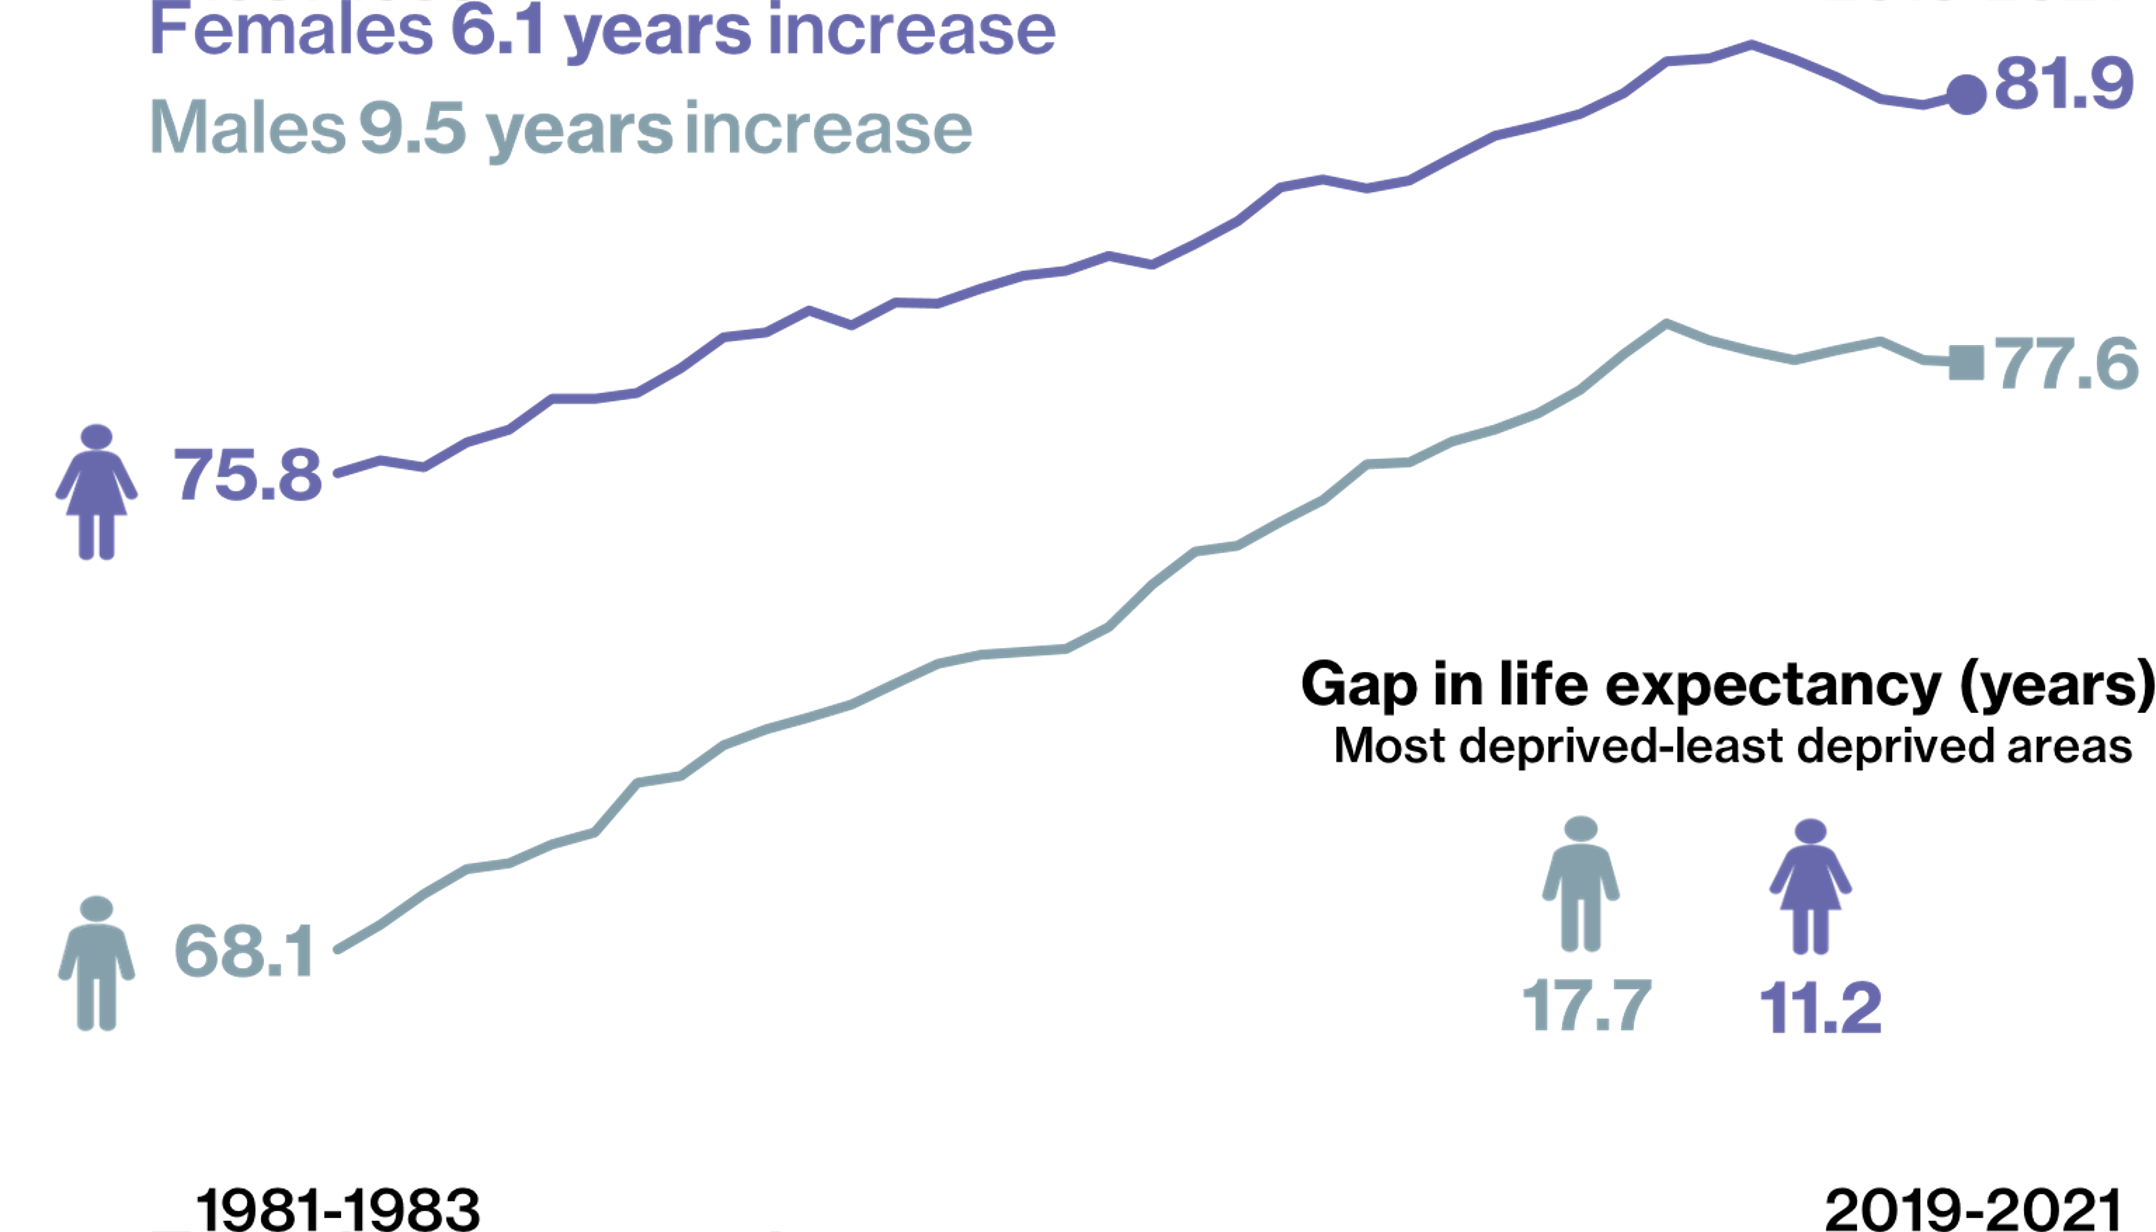 Females 6.1 years increase
Males 9.5 years increase
81.9
77.6
75.8
68.1
Gap in life expectancy (years)
Most deprived-least deprived areas
17.7
11.2
1981-1983
2019-2021